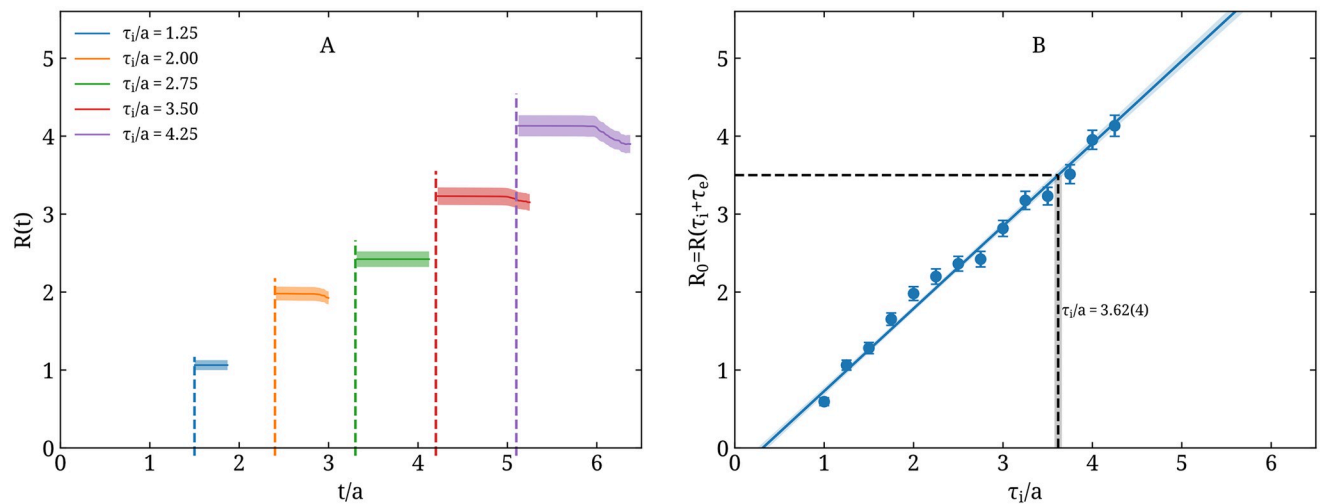 A
τᵢ/a = 1.25
τᵢ/a = 2.00
τᵢ/a = 2.75
τᵢ/a = 3.50
τᵢ/a = 4.25
R(t)
5
4
3
2
1
0
0 1 2 3 4 5 6
t/a
B
R₀=R(τᵢ+τₑ)
5
4
3
2
1
0
τᵢ/a = 3.62(4)
0 1 2 3 4 5 6
τᵢ/a